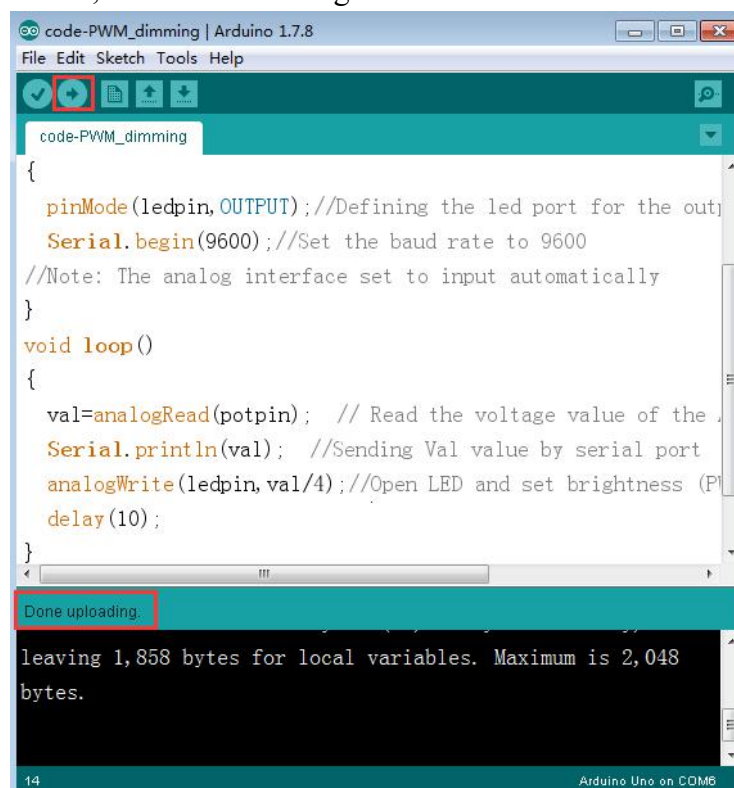 code-PWM_dimming | Arduino 1.7.8
File Edit Sketch Tools Help
code-PWM_dimming
{
pinMode(ledpin,OUTPUT);//Defining the led port for the
Serial.begin(9600);//Set the baud rate to 9600
//Note: The analog interface set to input automatically
}
void loop()
{
val=analogRead(potpin); // Read the voltage value of the
Serial.println(val); //Sending Val value by serial port
analogWrite(ledpin,val/4);//Open LED and set brightness
delay(10);
}
Done uploading.
leaving 1,858 bytes for local variables. Maximum is 2,048
bytes.
14 Arduino Uno on COM6